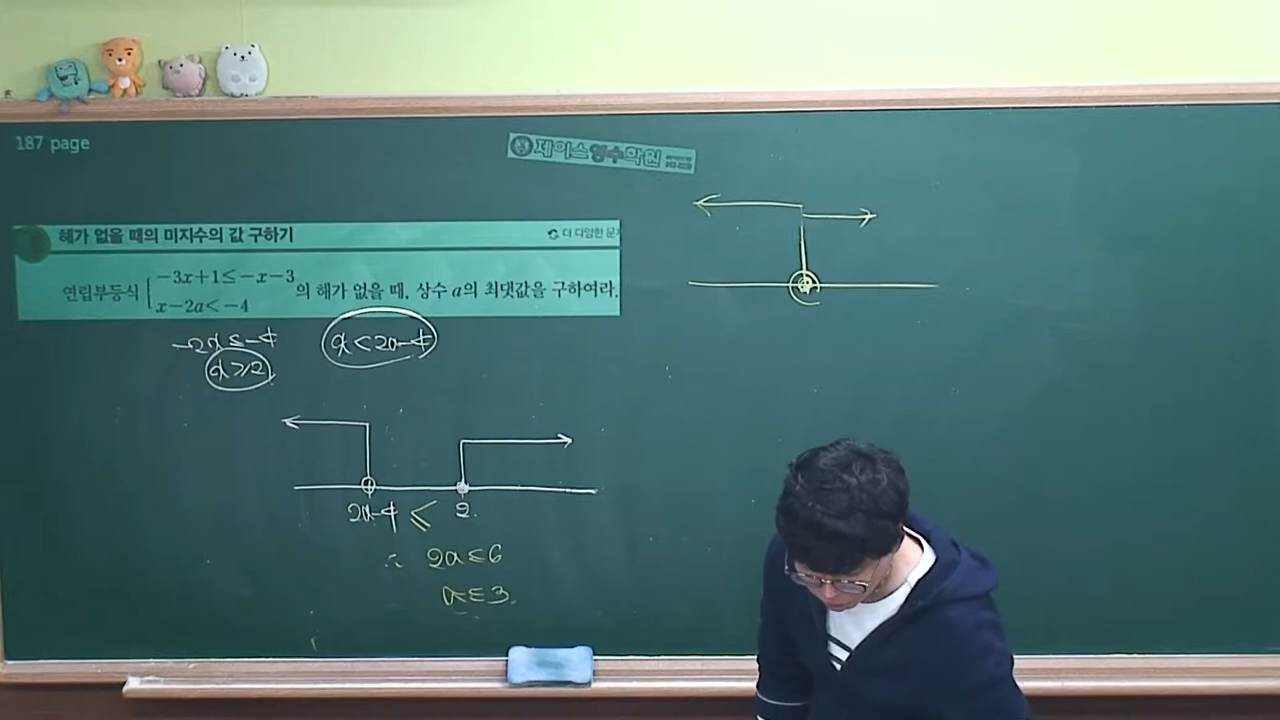 187 page
제이스영수학원
해가 없을 때의 미지수의 값 구하기
더 다양한 문
연립부등식 { -3x+1≤-x-3 x-2a<-4 의 해가 없을 때, 상수 a의 최댓값을 구하여라.
-2x≤-4
x<2a-4
x≥2
2a-4 ≤ 2.
∴ 2a≤6
a≤3.